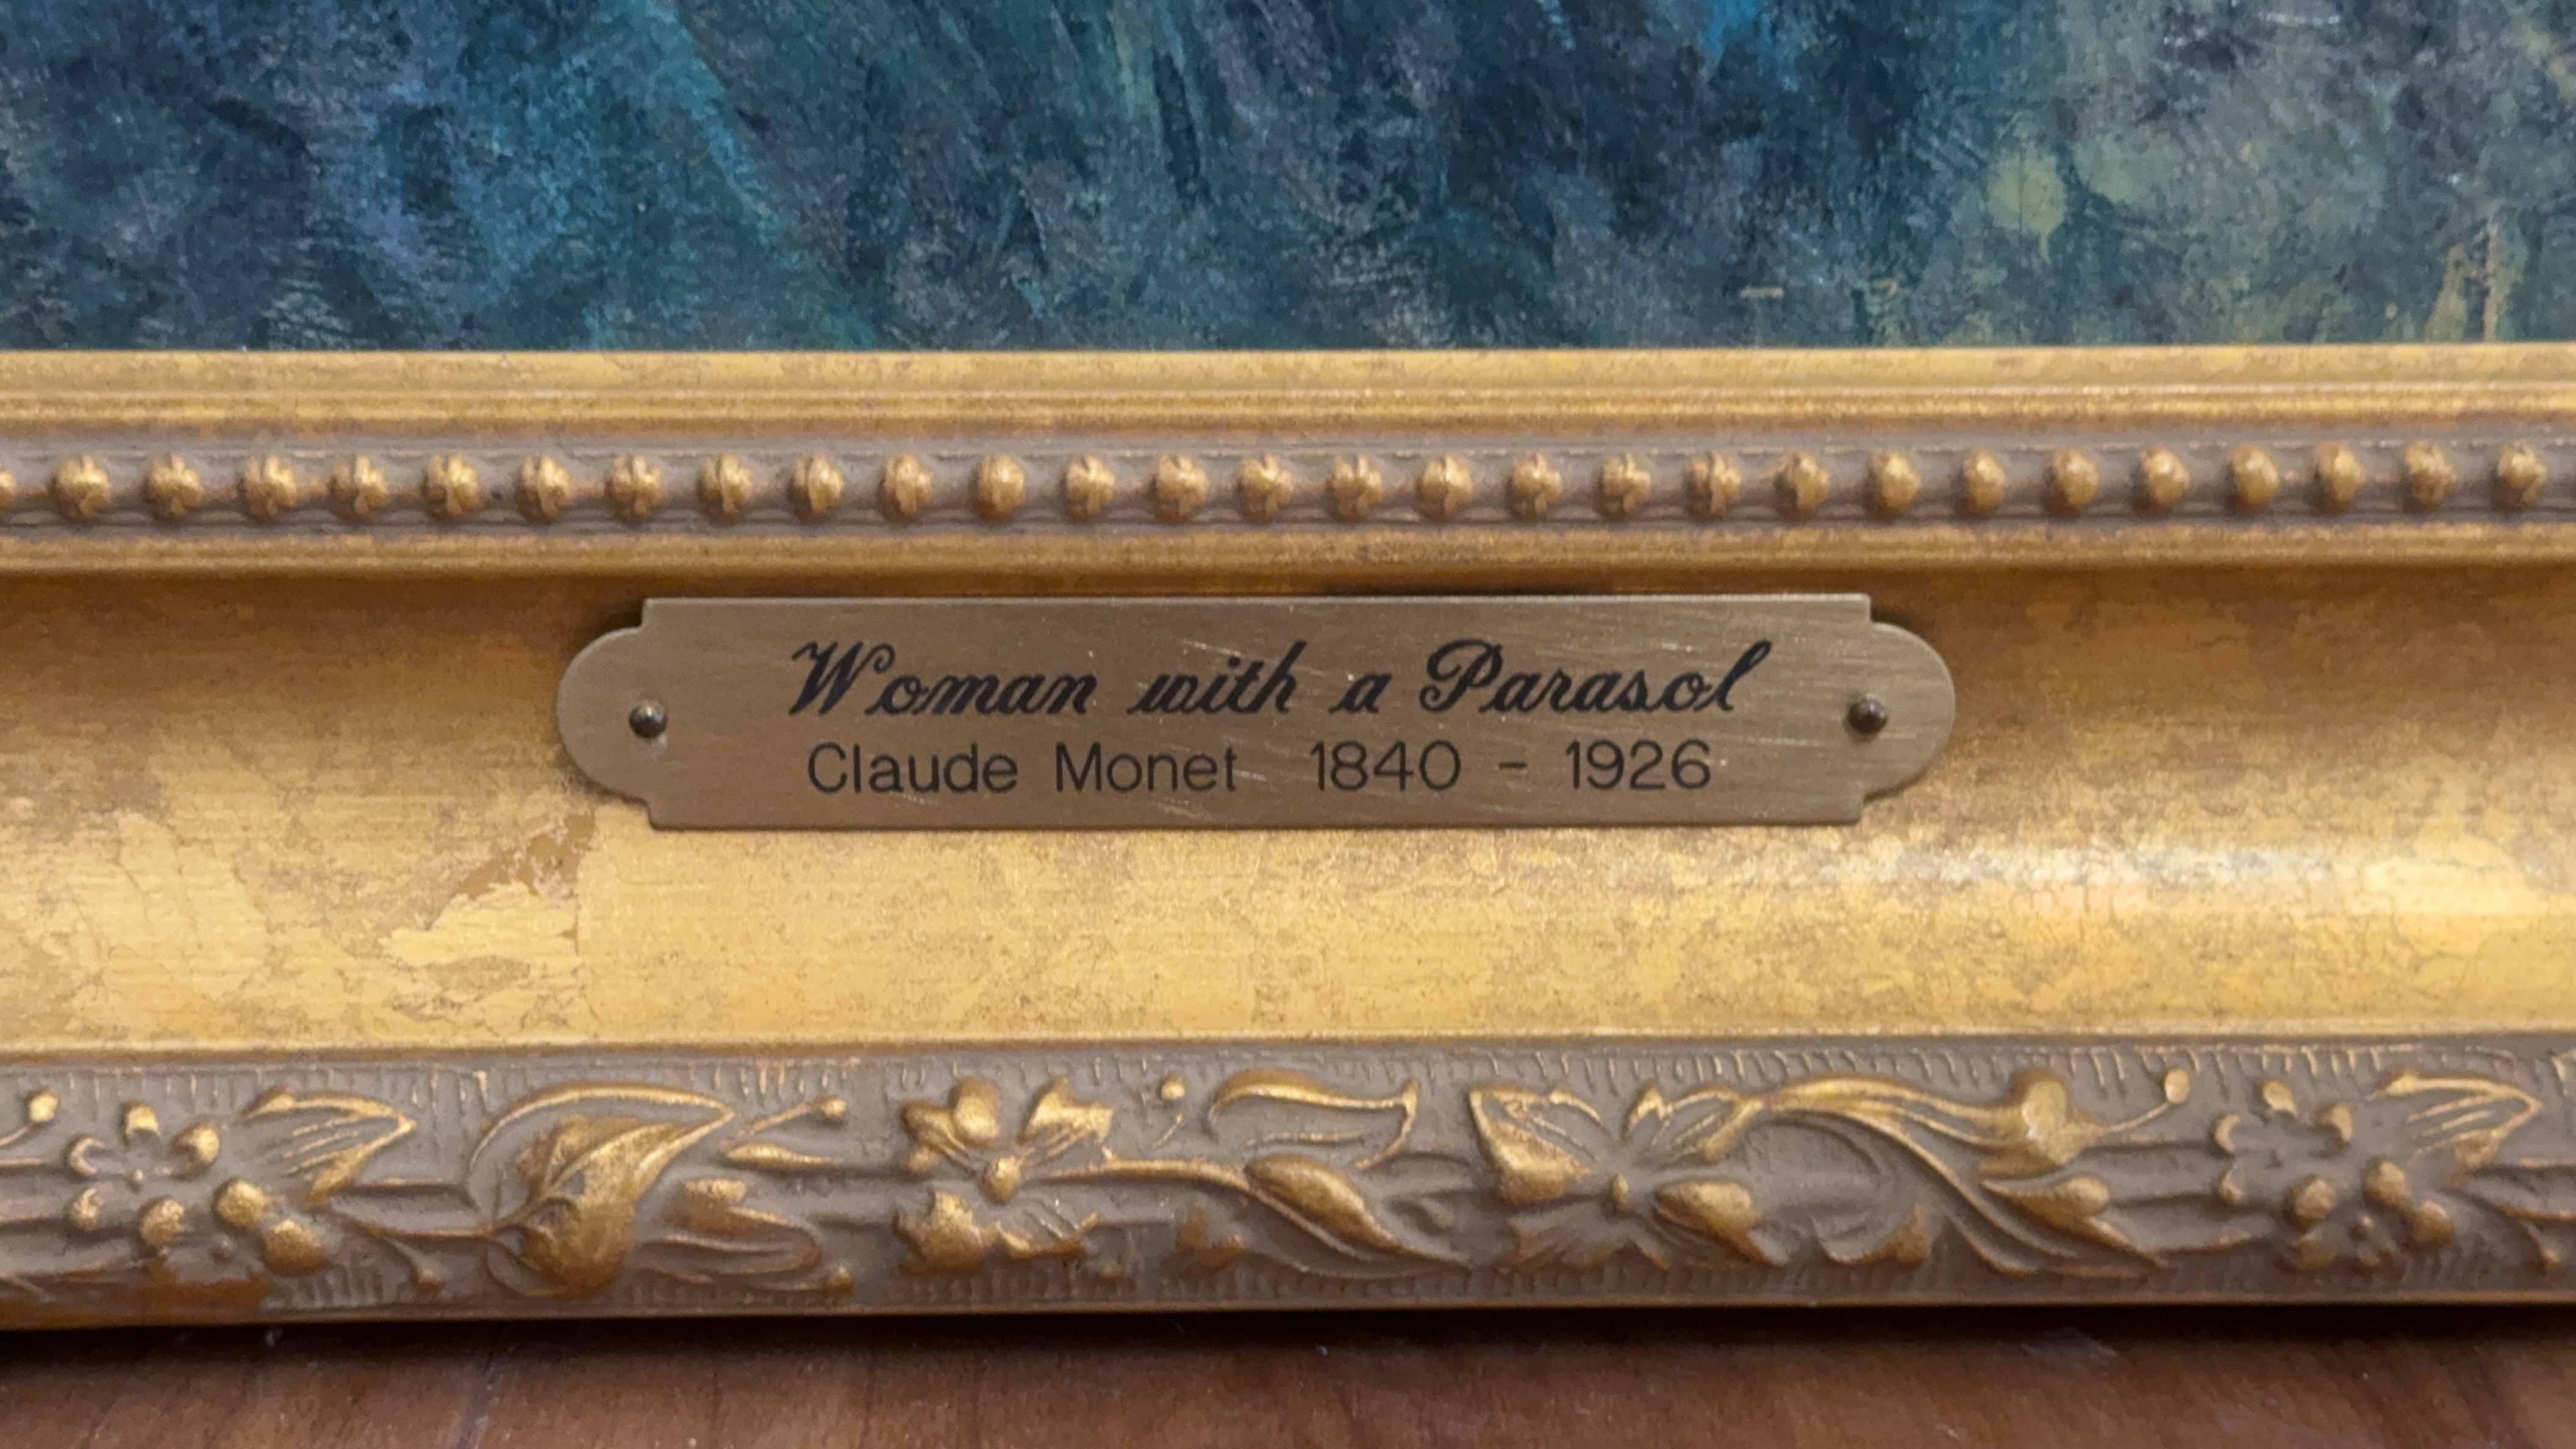 Woman with a Parasol
Claude Monet 1840 - 1926